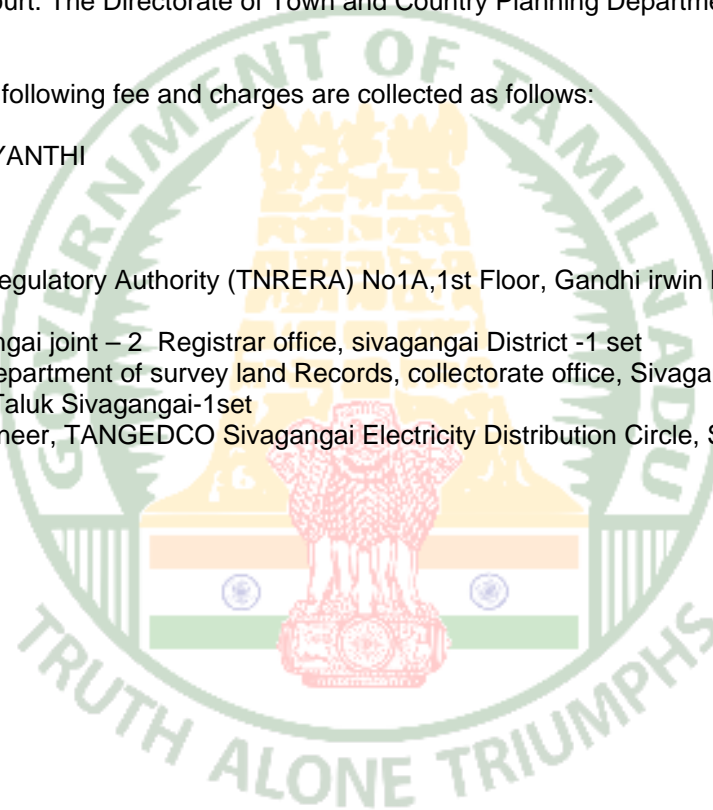 ourt. The Directorate of Town and Country Planning Departme
following fee and charges are collected as follows:
YANTHI
egulatory Authority (TNRERA) No1A,1st Floor, Gandhi irwin
ngai joint – 2 Registrar office, sivagangai District -1 set
epartment of survey land Records, collectorate office, Sivaga
Taluk Sivagangai-1set
neer, TANGEDCO Sivagangai Electricity Distribution Circle, S
GOVERNMENT OF TAMIL NADU
TRUTH ALONE TRIUMPHS